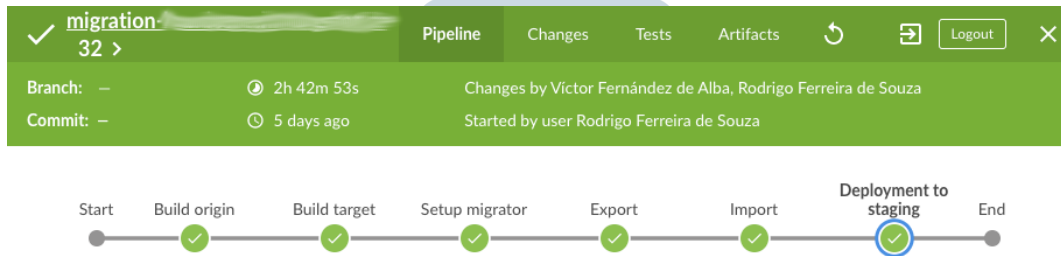 migration-
32 >
Pipeline Changes Tests Artifacts Logout
Branch: – 2h 42m 53s Changes by Víctor Fernández de Alba, Rodrigo Ferreira de Souza
Commit: – 5 days ago Started by user Rodrigo Ferreira de Souza
Start Build origin Build target Setup migrator Export Import Deployment to staging End